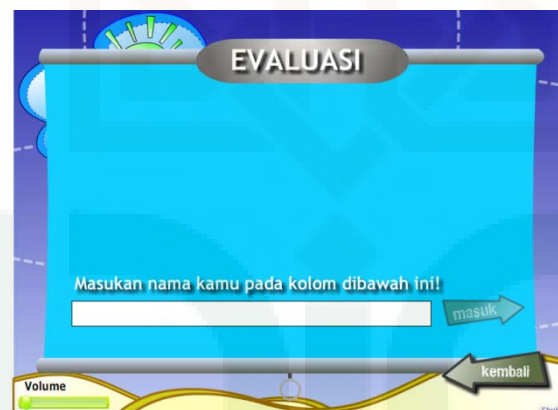 EVALUASI
Masukan nama kamu pada kolom dibawah ini!
masuk
kembali
Volume